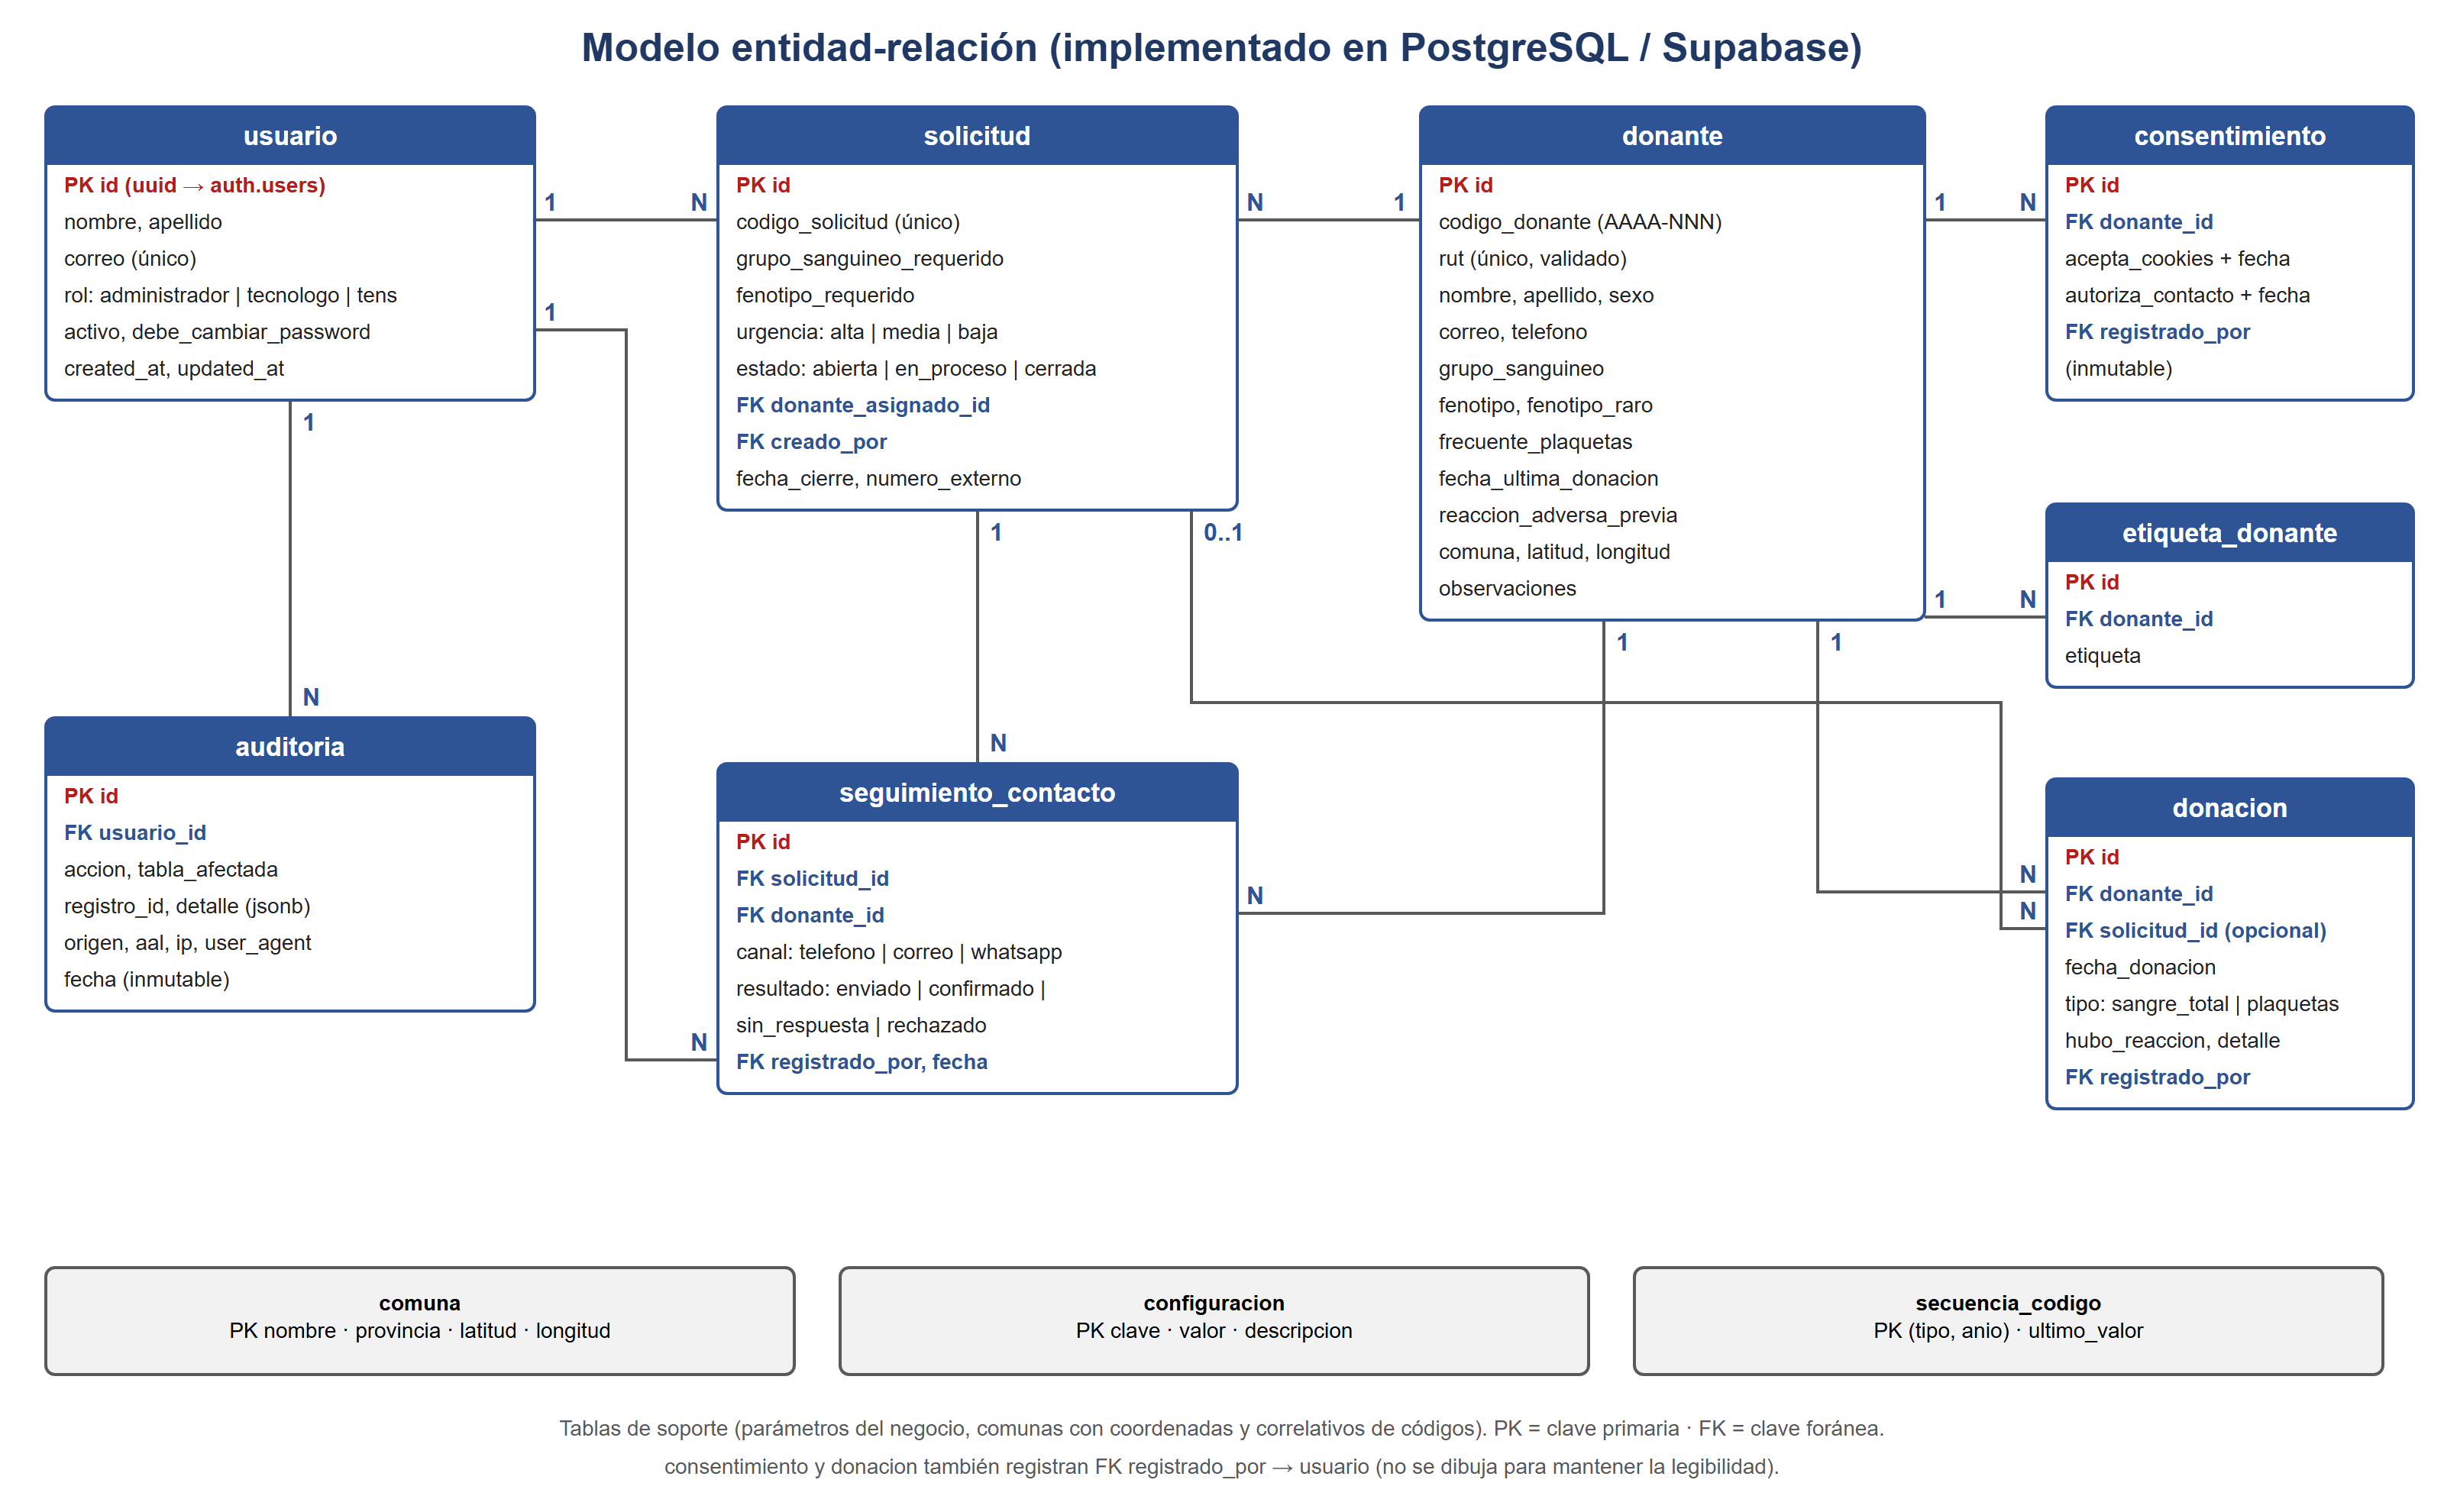 Modelo entidad-relación (implementado en PostgreSQL / Supabase)
usuario
PK id (uuid → auth.users)
nombre, apellido
correo (único)
rol: administrador | tecnologo | tens
activo, debe_cambiar_password
created_at, updated_at
1
N
1
1
N
solicitud
PK id
codigo_solicitud (único)
grupo_sanguineo_requerido
fenotipo_requerido
urgencia: alta | media | baja
estado: abierta | en_proceso | cerrada
FK donante_asignado_id
FK creado_por
fecha_cierre, numero_externo
N
1
1
0..1
N
donante
PK id
codigo_donante (AAAA-NNN)
rut (único, validado)
nombre, apellido, sexo
correo, telefono
grupo_sanguineo
fenotipo, fenotipo_raro
frecuente_plaquetas
fecha_ultima_donacion
reaccion_adversa_previa
comuna, latitud, longitud
observaciones
1
N
1
N
1
1
consentimiento
PK id
FK donante_id
acepta_cookies + fecha
autoriza_contacto + fecha
FK registrado_por
(inmutable)
etiqueta_donante
PK id
FK donante_id
etiqueta
auditoria
PK id
FK usuario_id
accion, tabla_afectada
registro_id, detalle (jsonb)
origen, aal, ip, user_agent
fecha (inmutable)
seguimiento_contacto
PK id
FK solicitud_id
FK donante_id
canal: telefono | correo | whatsapp
resultado: enviado | confirmado |
sin_respuesta | rechazado
FK registrado_por, fecha
N
N
donacion
PK id
FK donante_id
FK solicitud_id (opcional)
fecha_donacion
tipo: sangre_total | plaquetas
hubo_reaccion, detalle
FK registrado_por
N
N
comuna
PK nombre · provincia · latitud · longitud
configuracion
PK clave · valor · descripcion
secuencia_codigo
PK (tipo, anio) · ultimo_valor
Tablas de soporte (parámetros del negocio, comunas con coordenadas y correlativos de códigos). PK = clave primaria · FK = clave foránea.
consentimiento y donacion también registran FK registrado_por → usuario (no se dibuja para mantener la legibilidad).